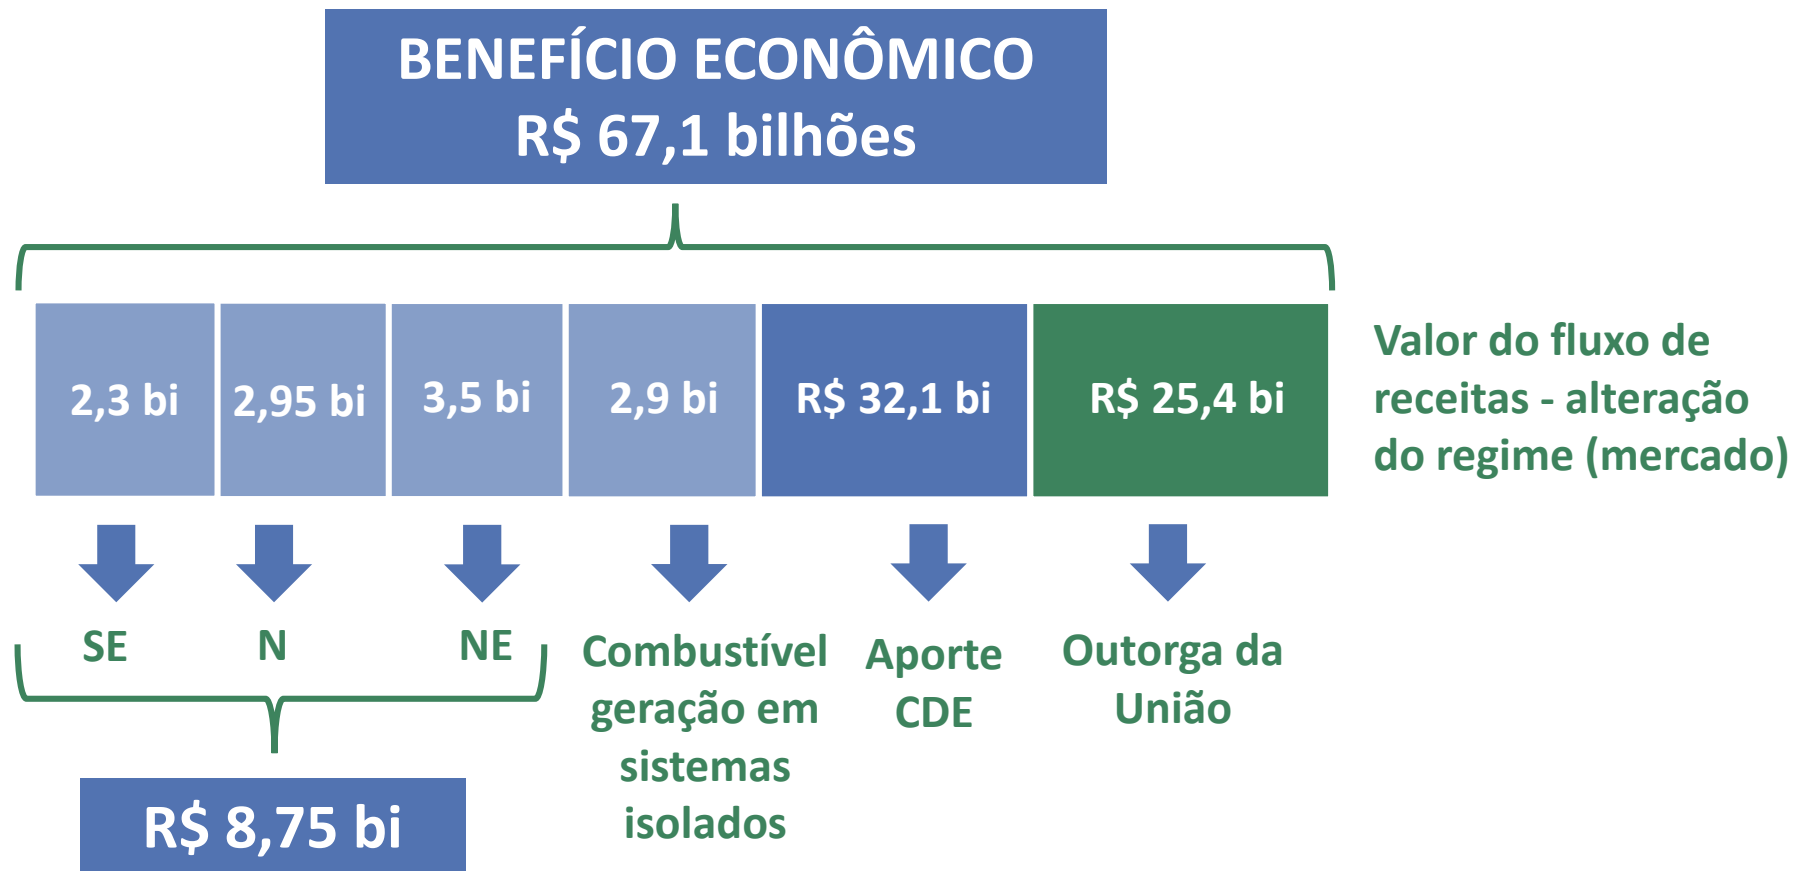 BENEFÍCIO ECONÔMICO
R$ 67,1 bilhões
2,3 bi
2,95 bi
3,5 bi
2,9 bi
R$ 32,1 bi
R$ 25,4 bi
Valor do fluxo de
receitas - alteração
do regime (mercado)
SE
N
NE
Combustível
geração em
sistemas
isolados
Aporte
CDE
Outorga da
União
R$ 8,75 bi